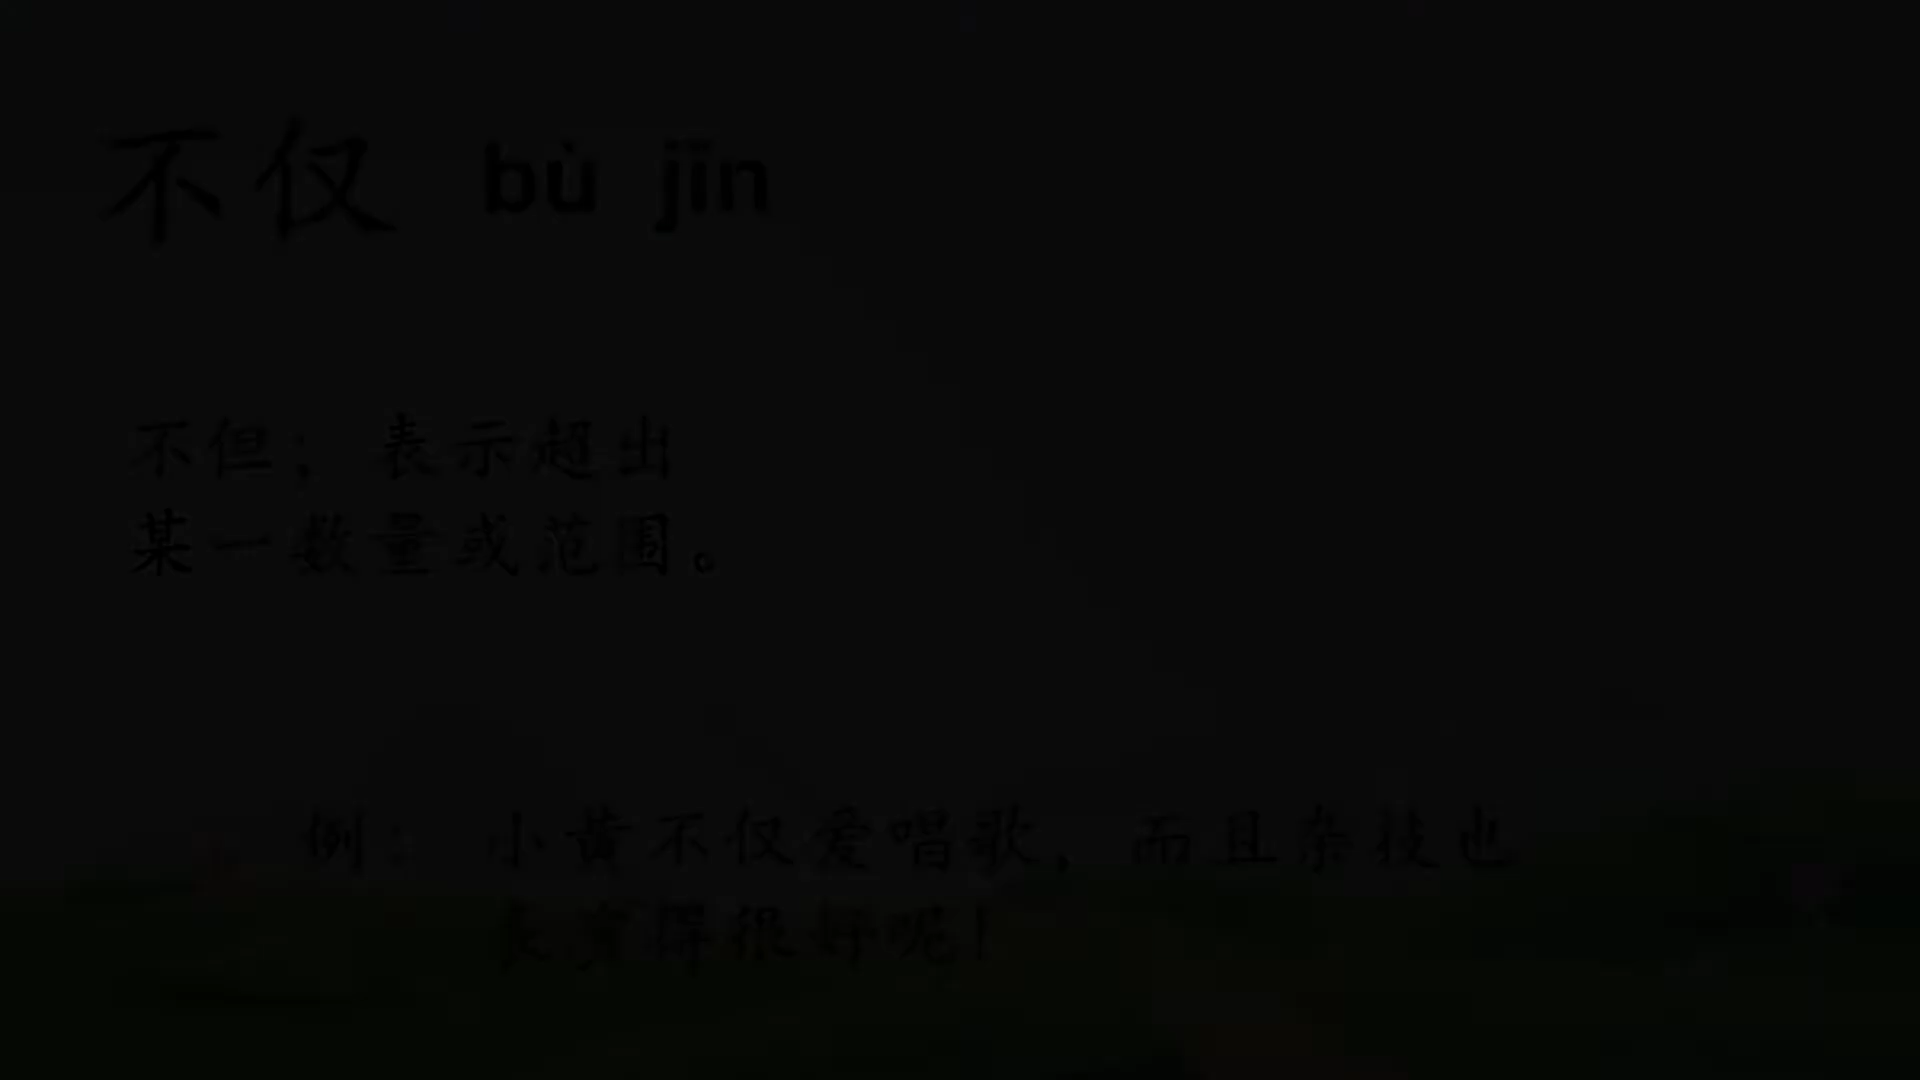 不仅 bù jǐn
不但；表示超出
某一数量或范围。
例： 小黄不仅爱唱歌，而且杂技也
表演得很好呢！